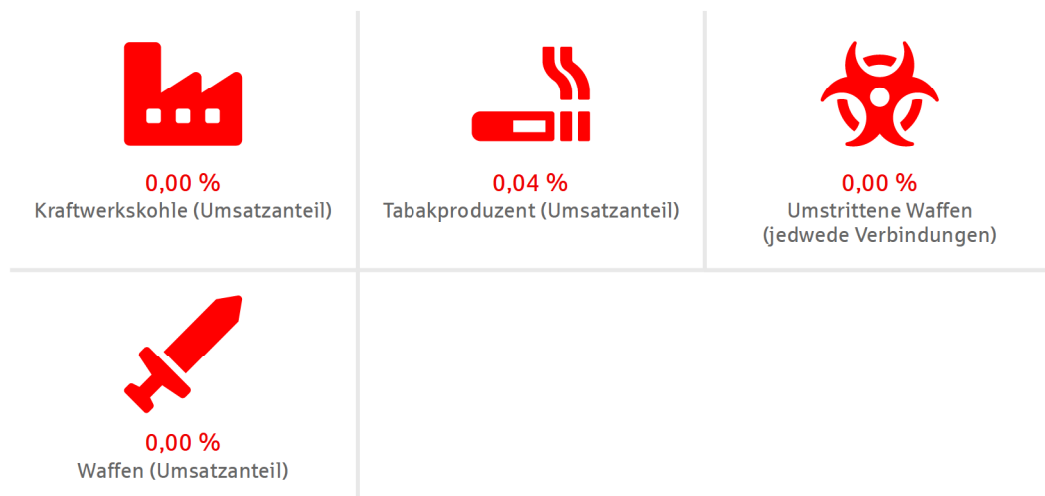 0,00 %
Kraftwerkskohle (Umsatzanteil)
0,04 %
Tabakproduzent (Umsatzanteil)
0,00 %
Umstrittene Waffen
(jedwede Verbindungen)
0,00 %
Waffen (Umsatzanteil)